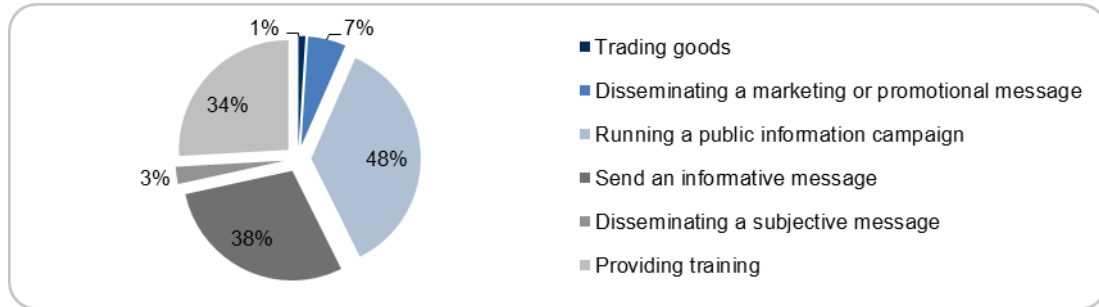 1%
7%
48%
38%
3%
34%
Trading goods
Disseminating a marketing or promotional message
Running a public information campaign
Send an informative message
Disseminating a subjective message
Providing training